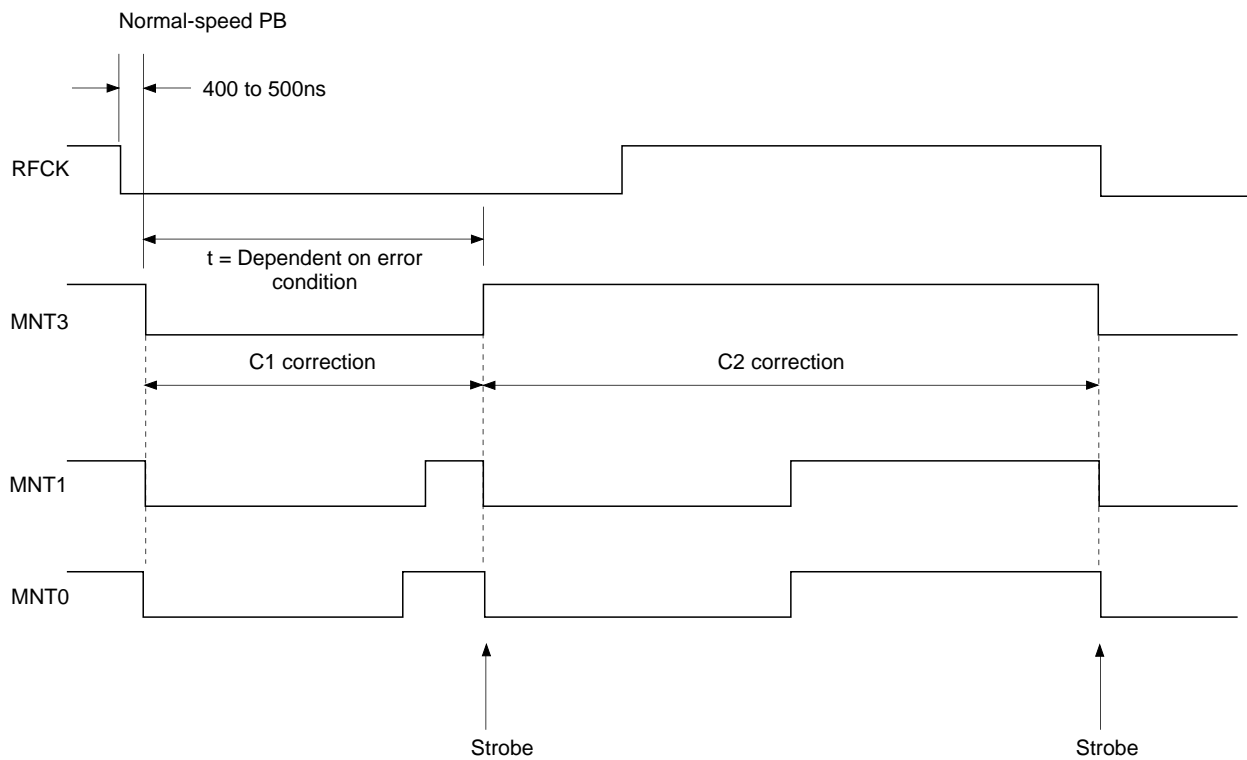 Normal-speed PB
400 to 500ns
RFCK
t = Dependent on error
condition
MNT3
C1 correction
C2 correction
MNT1
MNT0
Strobe
Strobe